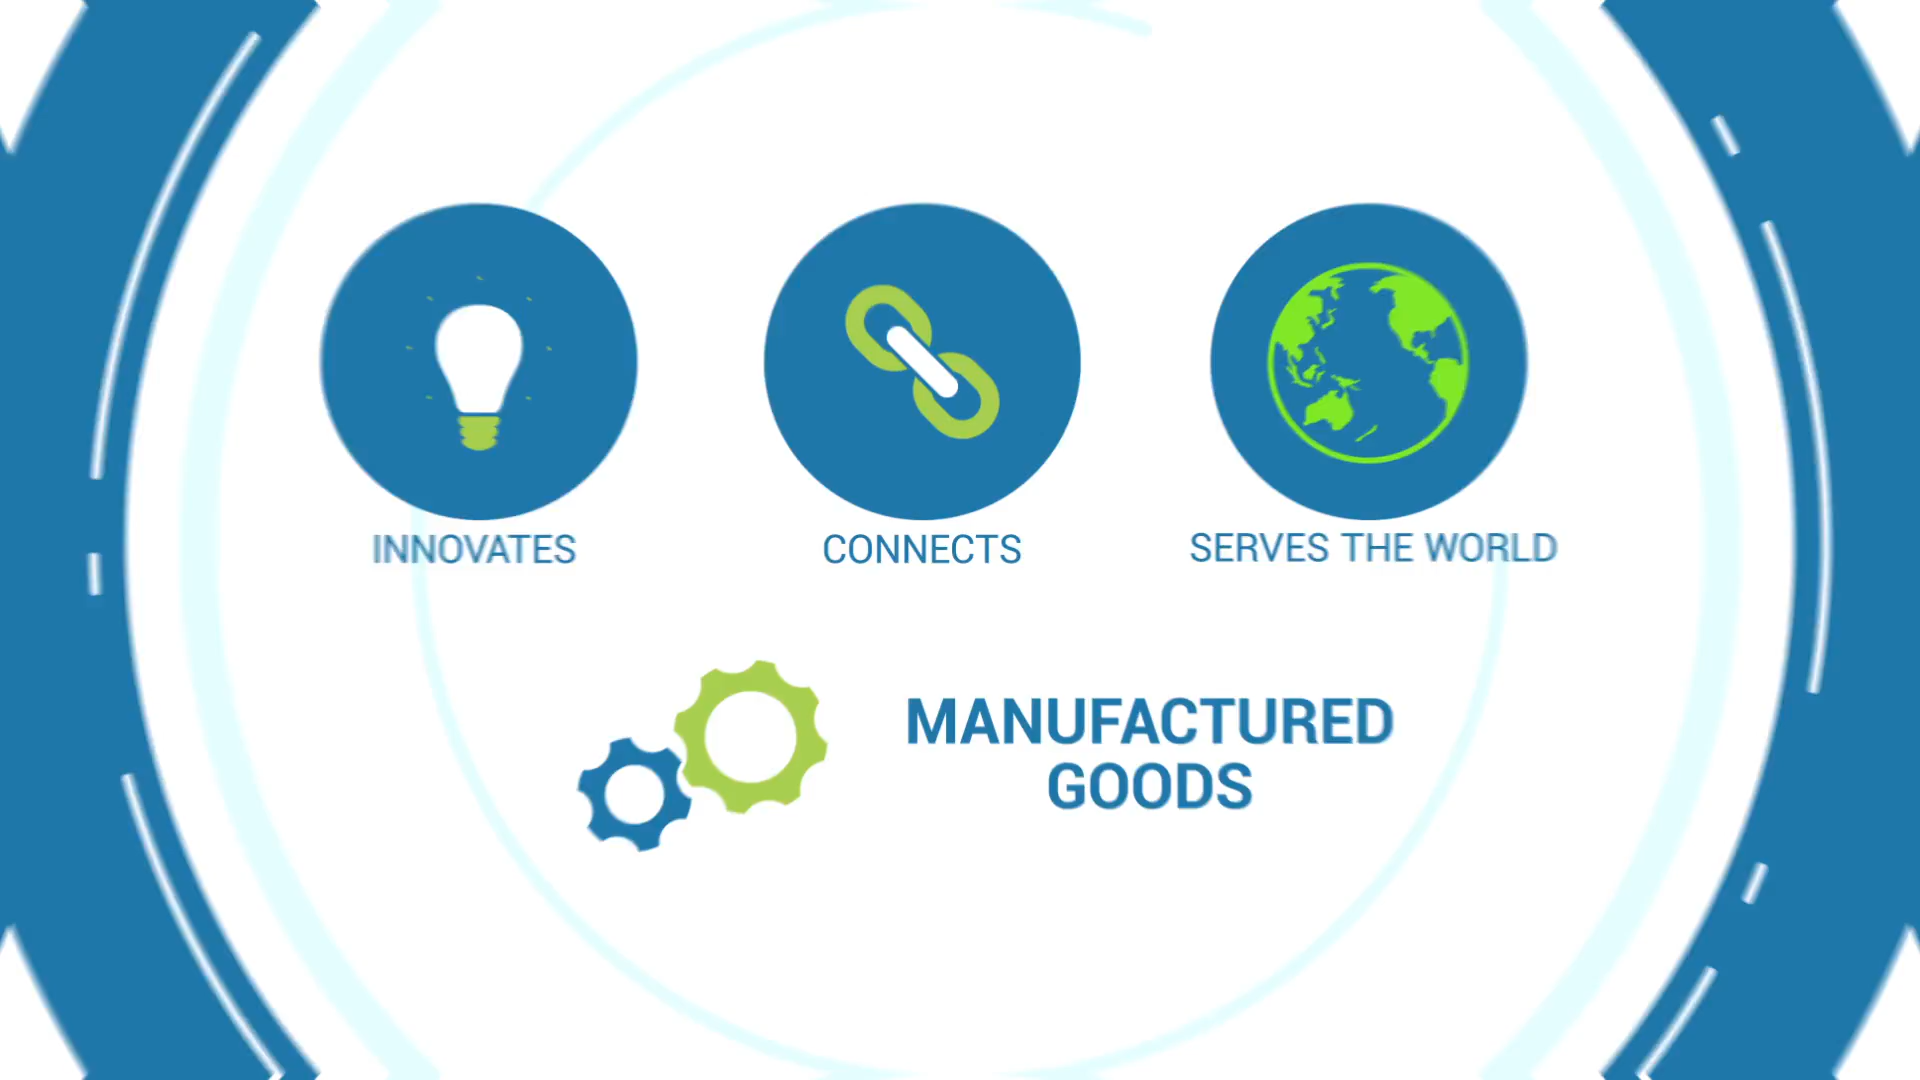 INNOVATES
CONNECTS
SERVES THE WORLD
MANUFACTURED
GOODS